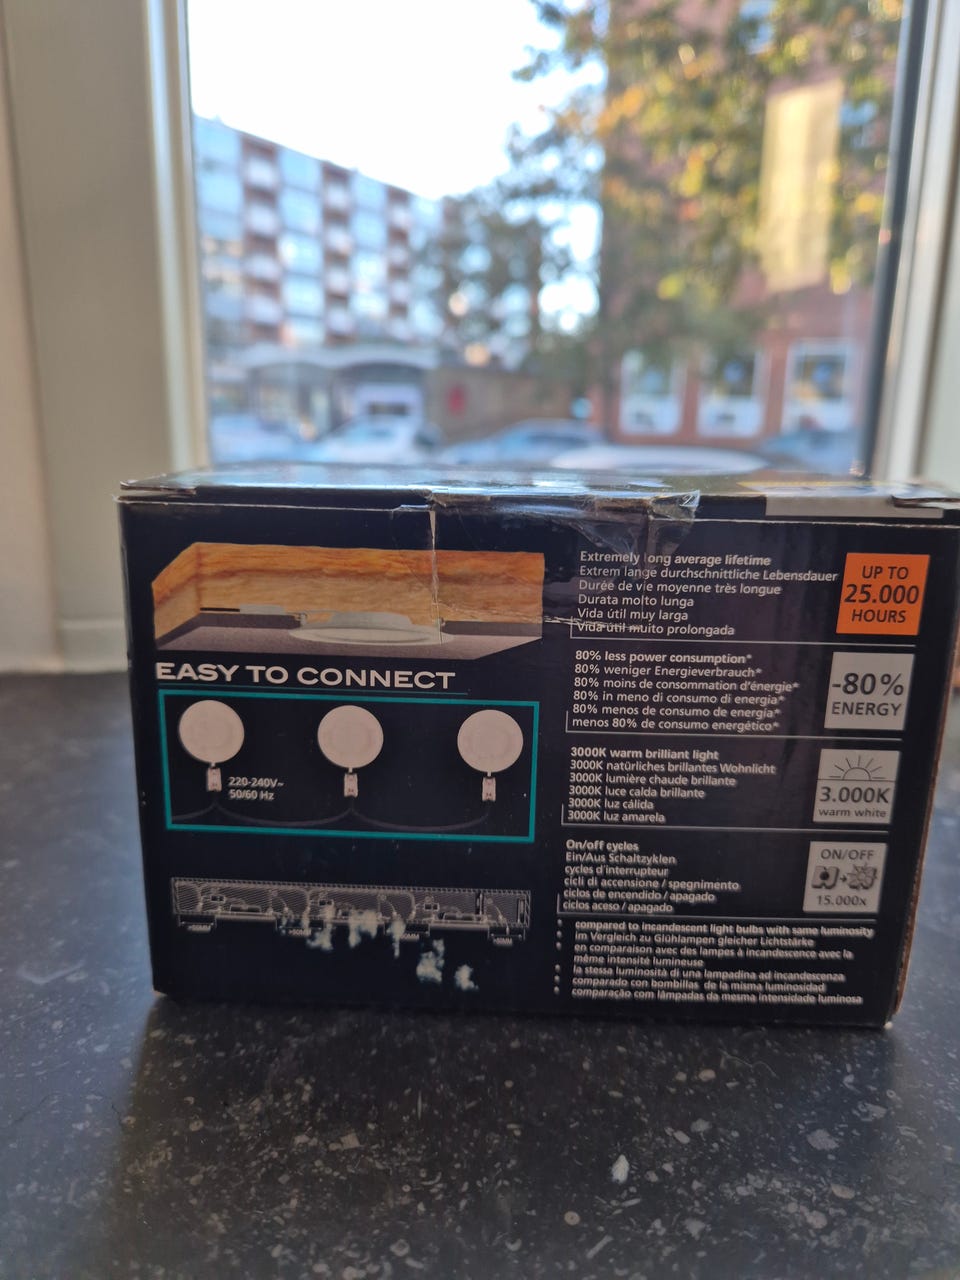 EASY TO CONNECT
220-240V~
50/60 Hz
>50MM
>50MM
Extremely long average lifetime
Extrem lange durchschnittliche Lebensdauer
Durée de vie moyenne très longue
Durata molto lunga
Vida útil muy larga
Vida útil muito prolongada
UP TO
25.000
HOURS
80% less power consumption*
80% weniger Energieverbrauch*
80% moins de consommation d'énergie*
80% in meno di consumo di energia*
80% menos de consumo de energía*
menos 80% de consumo energético*
-80%
ENERGY
3000K warm brilliant light
3000K natürliches brillantes Wohnlicht
3000K lumière chaude brillante
3000K luce calda brillante
3000K luz cálida
3000K luz amarela
3.000K
warm white
On/off cycles
Ein/Aus Schaltzyklen
cycles d'interrupteur
cicli di accensione / spegnimento
ciclos de encendido / apagado
ciclos aceso / apagado
ON/OFF
15.000x
compared to incandescent light bulbs with same luminosity
im Vergleich zu Glühlampen gleicher Lichtstärke
en comparaison avec des lampes à incandescence avec la
même intensité lumineuse
la stessa luminosità di una lampadina ad incandescenza
comparado con bombillas de la misma luminosidad
comparação com lâmpadas da mesma intensidade luminosa